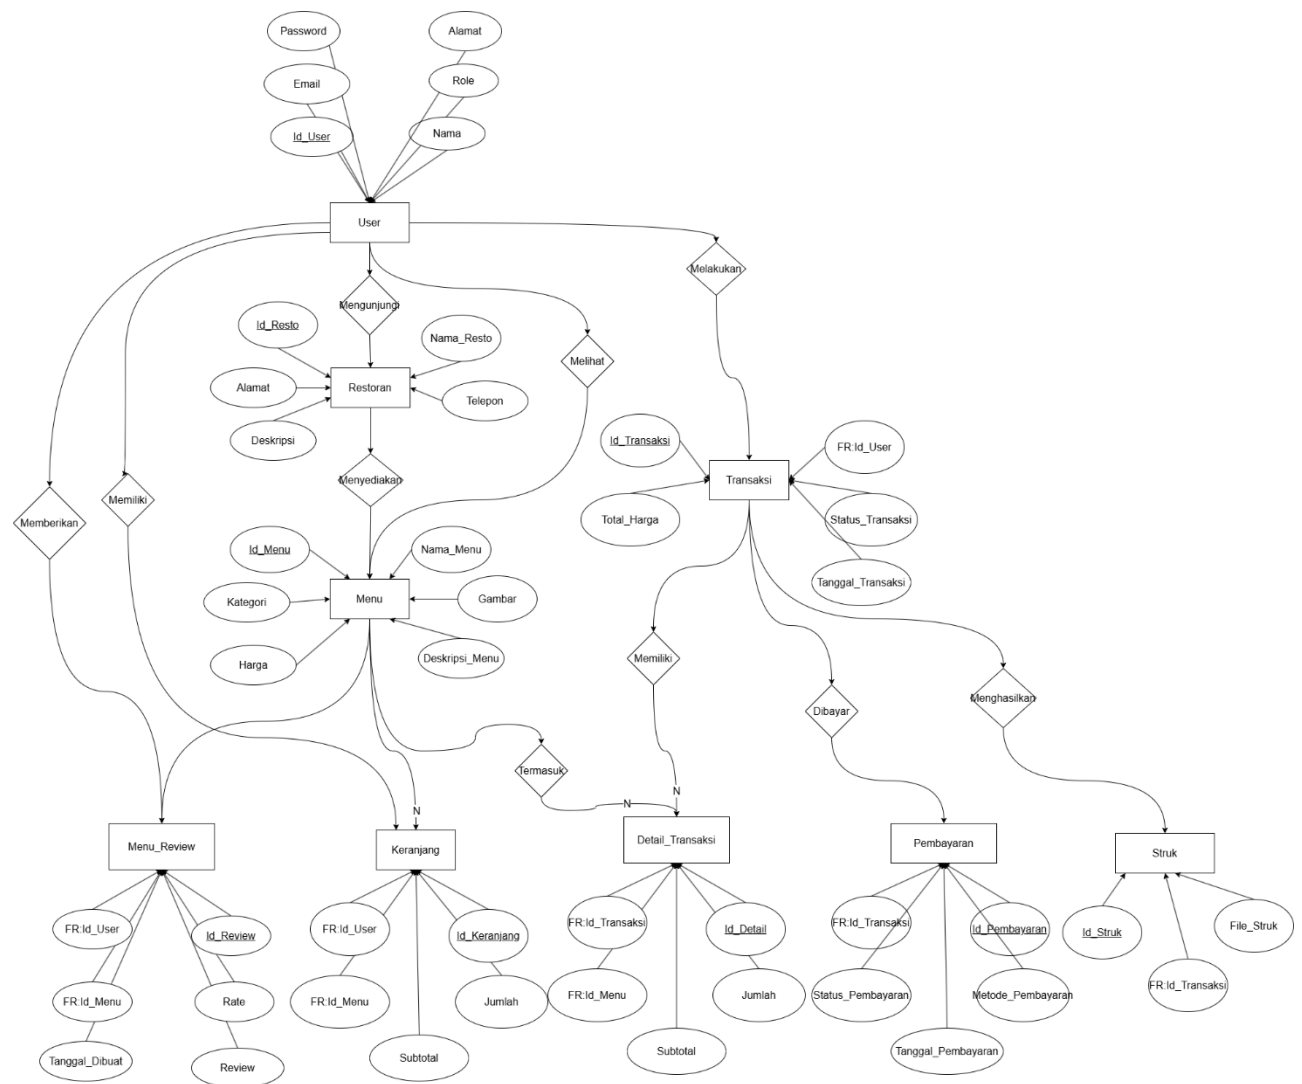 Password
Alamat
Email
Role
Id_User
Nama
User
Melakukan
Mengunjungi
Id_Resto
Nama_Resto
Melihat
Alamat
Restoran
Telepon
Deskripsi
Id_Transaksi
FR:Id_User
Menyediakan
Transaksi
Memiliki
Memberikan
Total_Harga
Status_Transaksi
Id_Menu
Nama_Menu
Tanggal_Transaksi
Kategori
Menu
Gambar
Harga
Deskripsi_Menu
Memiliki
Menghasilkan
Dibayar
Termasuk
N
N
N
Menu_Review
Keranjang
Detail_Transaksi
Pembayaran
Struk
FR:Id_User
Id_Review
FR:Id_User
Id_Keranjang
FR:Id_Transaksi
Id_Detail
FR:Id_Transaksi
Id_Pembayaran
Id_Struk
File_Struk
FR:Id_Transaksi
FR:Id_Menu
Rate
FR:Id_Menu
Jumlah
FR:Id_Menu
Jumlah
Status_Pembayaran
Metode_Pembayaran
Tanggal_Dibuat
Review
Subtotal
Subtotal
Tanggal_Pembayaran